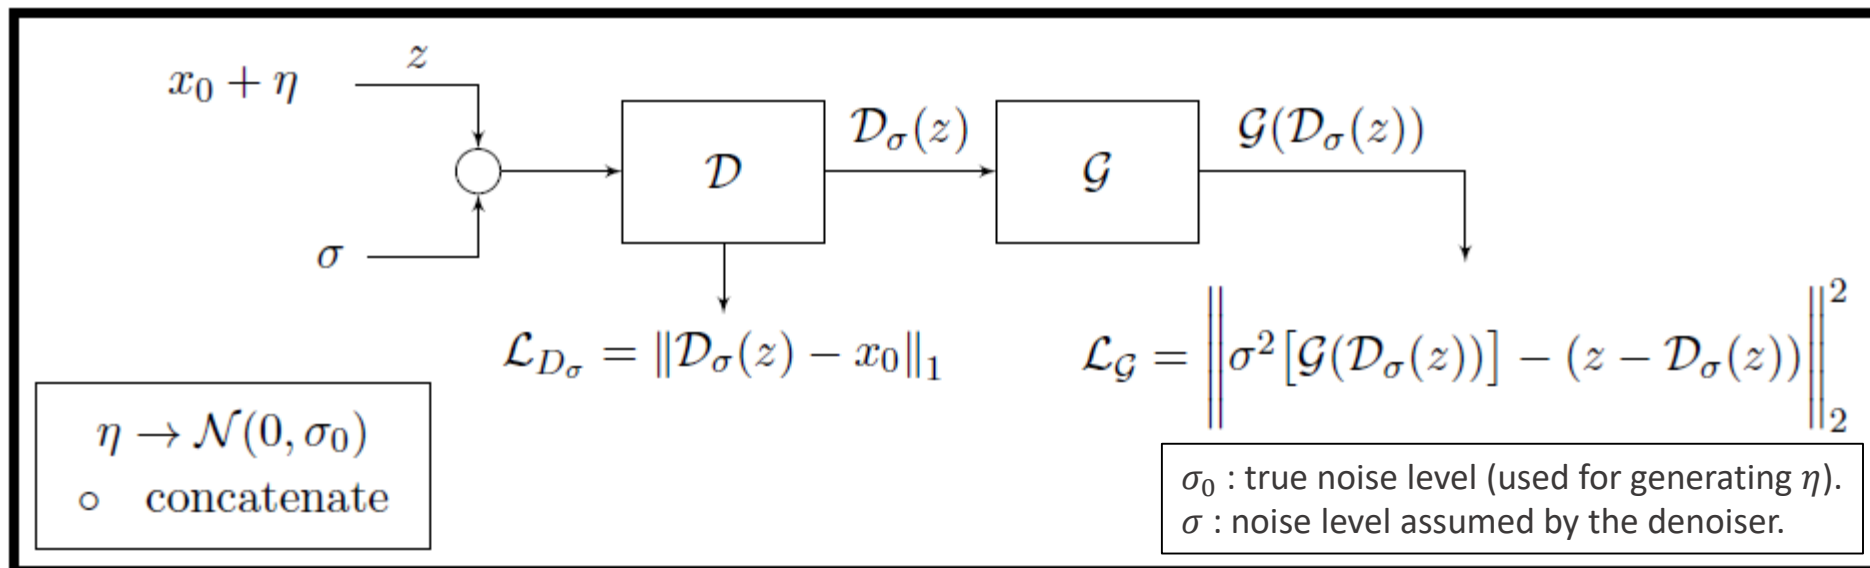 z
x₀ + η
𝒟_σ(z)
𝒢(𝒟_σ(z))
𝒟
𝒢
σ
ℒ_{D_σ} = ‖𝒟_σ(z) − x₀‖₁
ℒ_𝒢 = ‖σ²[𝒢(𝒟_σ(z))] − (z − 𝒟_σ(z))‖₂²
η → 𝒩(0, σ₀)
○ concatenate
σ₀ : true noise level (used for generating η).
σ : noise level assumed by the denoiser.